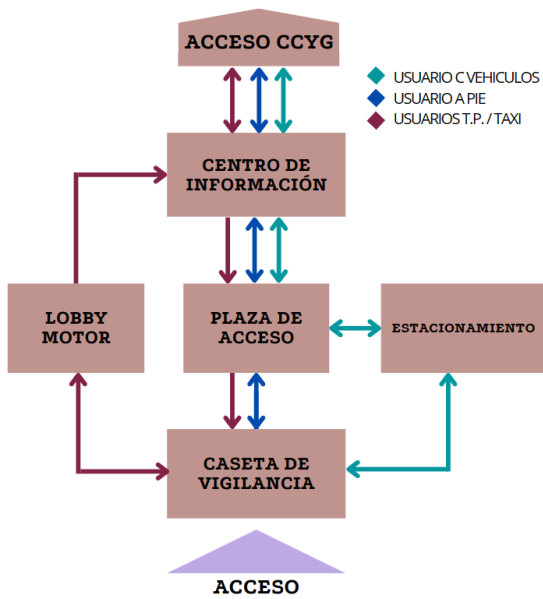 ACCESO CCYG
USUARIO C VEHICULOS
USUARIO A PIE
USUARIOS T.P. / TAXI
CENTRO DE
INFORMACIÓN
LOBBY
MOTOR
PLAZA DE
ACCESO
ESTACIONAMIENTO
CASETA DE
VIGILANCIA
ACCESO